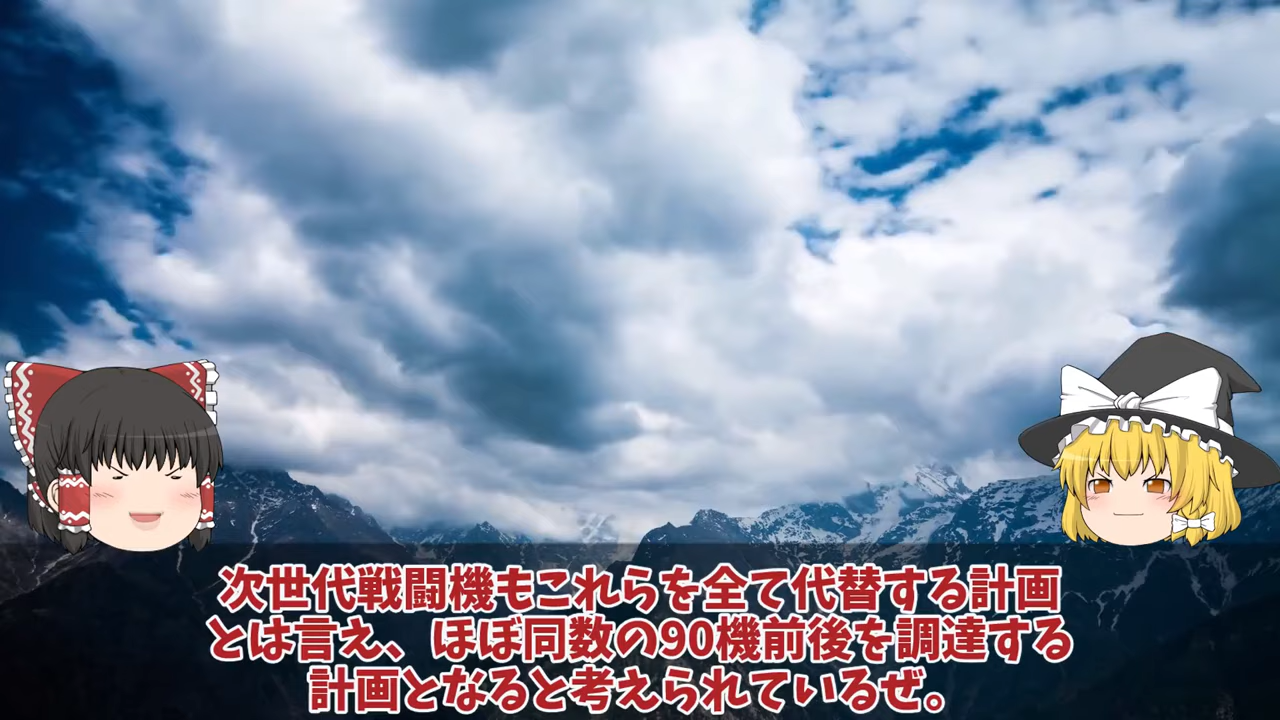 次世代戦闘機もこれらを全て代替する計画
とは言え、ほぼ同数の90機前後を調達する
計画となると考えられているぜ。